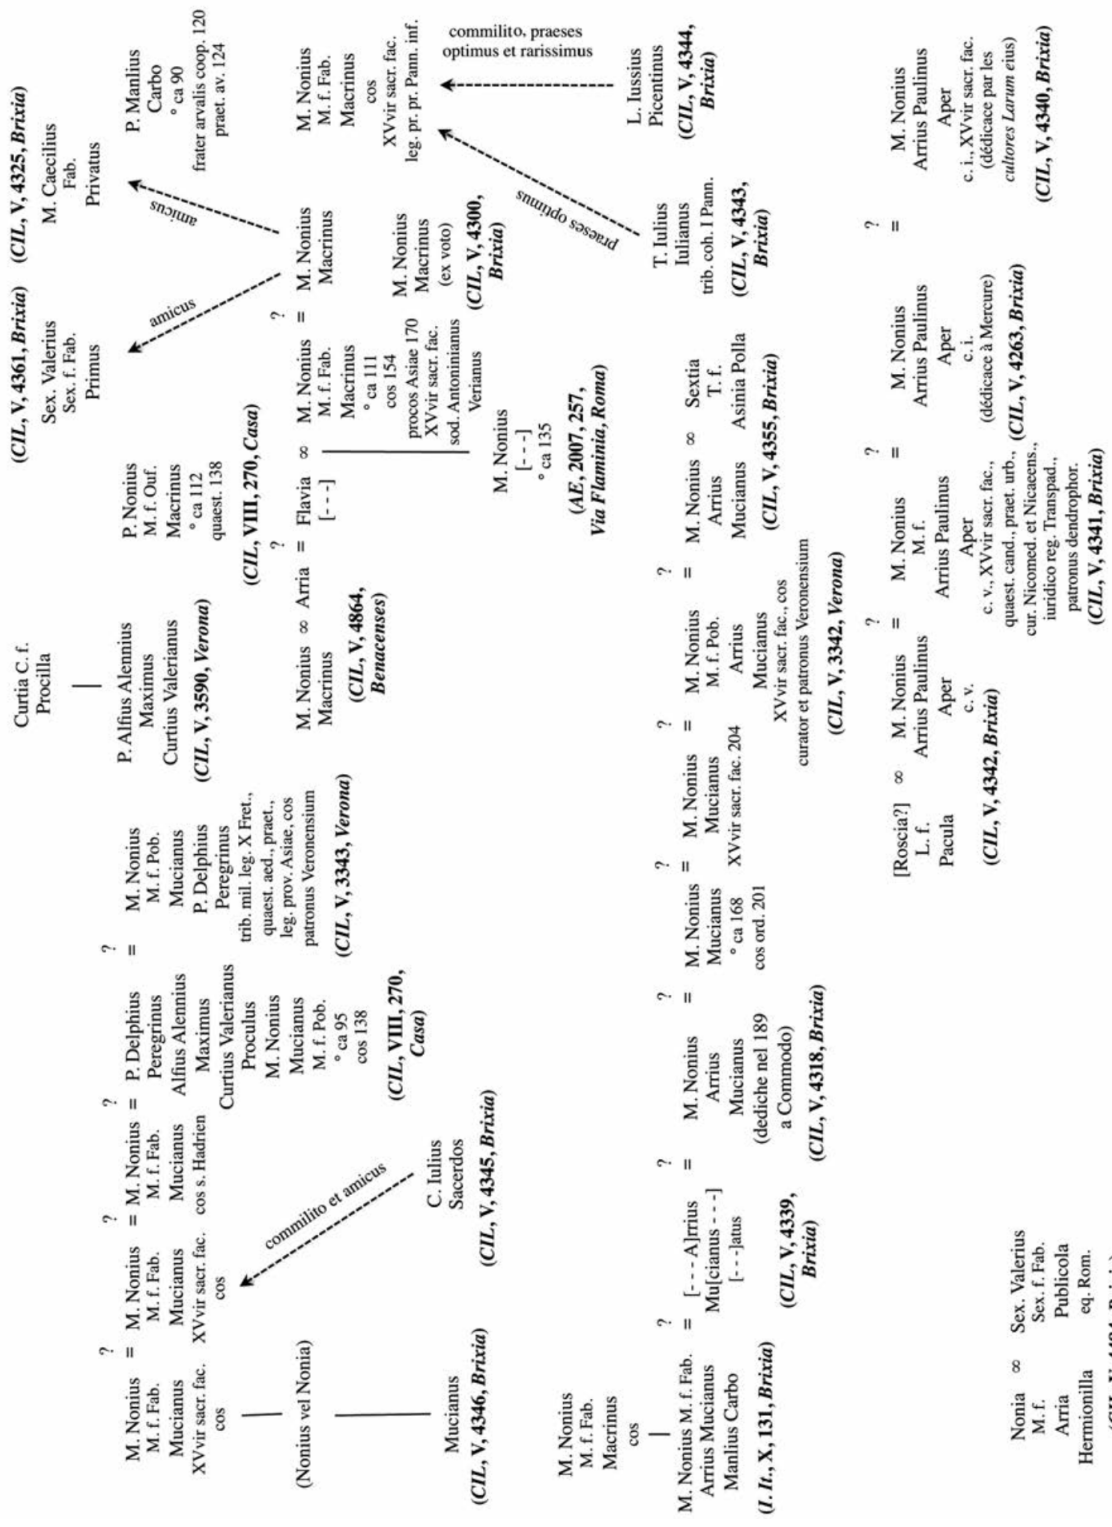 Curtia C. f.
Procilla
P. Alfius Alennius
Maximus
Curtius Valerianus
(CIL, V, 3590, Verona)
(CIL, V, 4361, Brixia)
Sex. Valerius
Sex. f. Fab.
Primus
(CIL, V, 4325, Brixia)
M. Caecilius
Fab.
Privatus
amicus
amicus
M. Nonius
M. f. Fab.
Mucianus
XVvir sacr. fac.
cos
?
=
M. Nonius
M. f. Fab.
Mucianus
XVvir sacr. fac.
cos
?
=
M. Nonius
M. f. Fab.
Mucianus
cos s. Hadrien
?
=
P. Delphius
Peregrinus
Alfius Alennius
Maximus
Curtius Valerianus
Proculus
M. Nonius
Mucianus
M. f. Pob.
° ca 95
cos 138
(CIL, VIII, 270,
Casa)
?
=
M. Nonius
M. f. Pob.
Mucianus
P. Delphius
Peregrinus
trib. mil. leg. X Fret.,
quaest. aed., praet.,
leg. prov. Asiae, cos
patronus Veronensium
(CIL, V, 3343, Verona)
P. Nonius
M. f. Ouf.
Macrinus
° ca 112
quaest. 138
(CIL, VIII, 270, Casa)
P. Manlius
Carbo
° ca 90
frater arvalis coop. 120
praet. av. 124
(Nonius vel Nonia)
Mucianus
(CIL, V, 4346, Brixia)
commilito et amicus
C. Iulius
Sacerdos
(CIL, V, 4345, Brixia)
M. Nonius
Macrinus
∞
Arria
(CIL, V, 4864,
Benacenses)
?
=
Flavia
[- - -]
∞
M. Nonius
M. f. Fab.
Macrinus
° ca 111
cos 154
procos Asiae 170
XVvir sacr. fac.
sod. Antoninianus
Verianus
M. Nonius
[- - -]
° ca 135
(AE, 2007, 257,
Via Flaminia, Roma)
?
=
M. Nonius
Macrinus
M. Nonius
Macrinus
(ex voto)
(CIL, V, 4300,
Brixia)
M. Nonius
M. f. Fab.
Macrinus
cos
XVvir sacr. fac.
leg. pr. pr. Pann. inf.
praeses optimus
commilito, praeses
optimus et rarissimus
T. Iulius
Iulianus
trib. coh. I Pann.
(CIL, V, 4343,
Brixia)
L. Iussius
Picentinus
(CIL, V, 4344,
Brixia)
M. Nonius
M. f. Fab.
Macrinus
cos
M. Nonius M. f. Fab.
Arrius Mucianus
Manlius Carbo
(I. It., X, 131, Brixia)
?
=
[- - - A]rrius
Mu[cianus - - -]
[- - -]atus
(CIL, V, 4339,
Brixia)
?
=
M. Nonius
Arrius
Mucianus
(dediche nel 189
a Commodo)
(CIL, V, 4318, Brixia)
?
=
M. Nonius
Mucianus
° ca 168
cos ord. 201
?
=
M. Nonius
Mucianus
XVvir sacr. fac. 204
?
=
M. Nonius
M. f. Pob.
Arrius
Mucianus
XVvir sacr. fac., cos
curator et patronus Veronensium
(CIL, V, 3342, Verona)
?
=
M. Nonius
Arrius
Mucianus
∞
Sextia
T. f.
Asinia Polla
(CIL, V, 4355, Brixia)
[Roscia?]
L. f.
Pacula
∞
M. Nonius
Arrius Paulinus
Aper
c. v.
(CIL, V, 4342, Brixia)
?
=
M. Nonius
M. f.
Arrius Paulinus
Aper
c. v., XVvir sacr. fac.,
quaest. cand., praet. urb.,
cur. Nicomed. et Nicaeens.,
iuridico reg. Transpad.,
patronus dendrophor.
(CIL, V, 4341, Brixia)
?
=
M. Nonius
Arrius Paulinus
Aper
c. i.
(dédicace à Mercure)
(CIL, V, 4263, Brixia)
?
=
M. Nonius
Arrius Paulinus
Aper
c. i., XVvir sacr. fac.
(dédicace par les
cultores Larum eius)
(CIL, V, 4340, Brixia)
Nonia
M. f.
Arria
Hermionilla
∞
Sex. Valerius
Sex. f. Fab.
Publicola
eq. Rom.